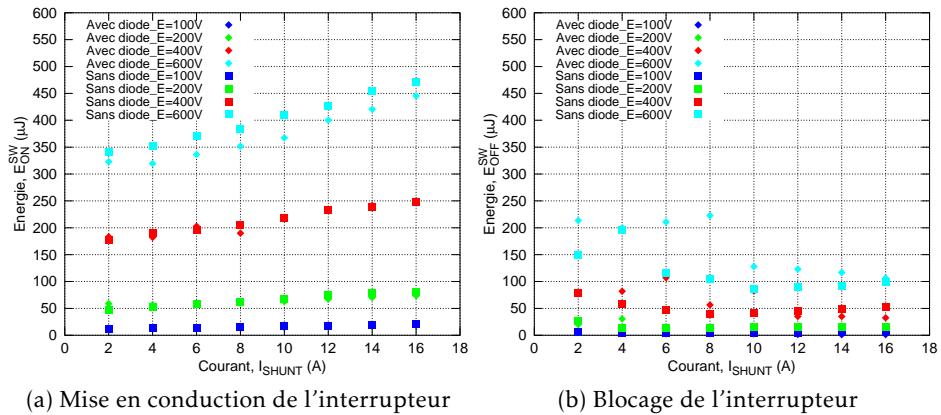 600
550
500
450
400
350
300
250
200
150
100
50
0
Energie, E_ON^SW (µJ)
Avec diode_E=100V
Avec diode_E=200V
Avec diode_E=400V
Avec diode_E=600V
Sans diode_E=100V
Sans diode_E=200V
Sans diode_E=400V
Sans diode_E=600V
0 2 4 6 8 10 12 14 16 18
Courant, I_SHUNT (A)
(a) Mise en conduction de l'interrupteur
600
550
500
450
400
350
300
250
200
150
100
50
0
Energie, E_OFF^SW (µJ)
Avec diode_E=100V
Avec diode_E=200V
Avec diode_E=400V
Avec diode_E=600V
Sans diode_E=100V
Sans diode_E=200V
Sans diode_E=400V
Sans diode_E=600V
0 2 4 6 8 10 12 14 16 18
Courant, I_SHUNT (A)
(b) Blocage de l'interrupteur